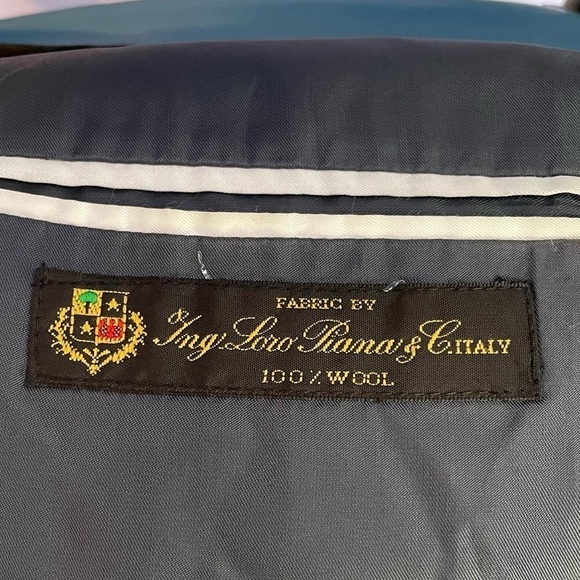 FABRIC BY
& Ing. Loro Piana & C. ITALY
100% WOOL